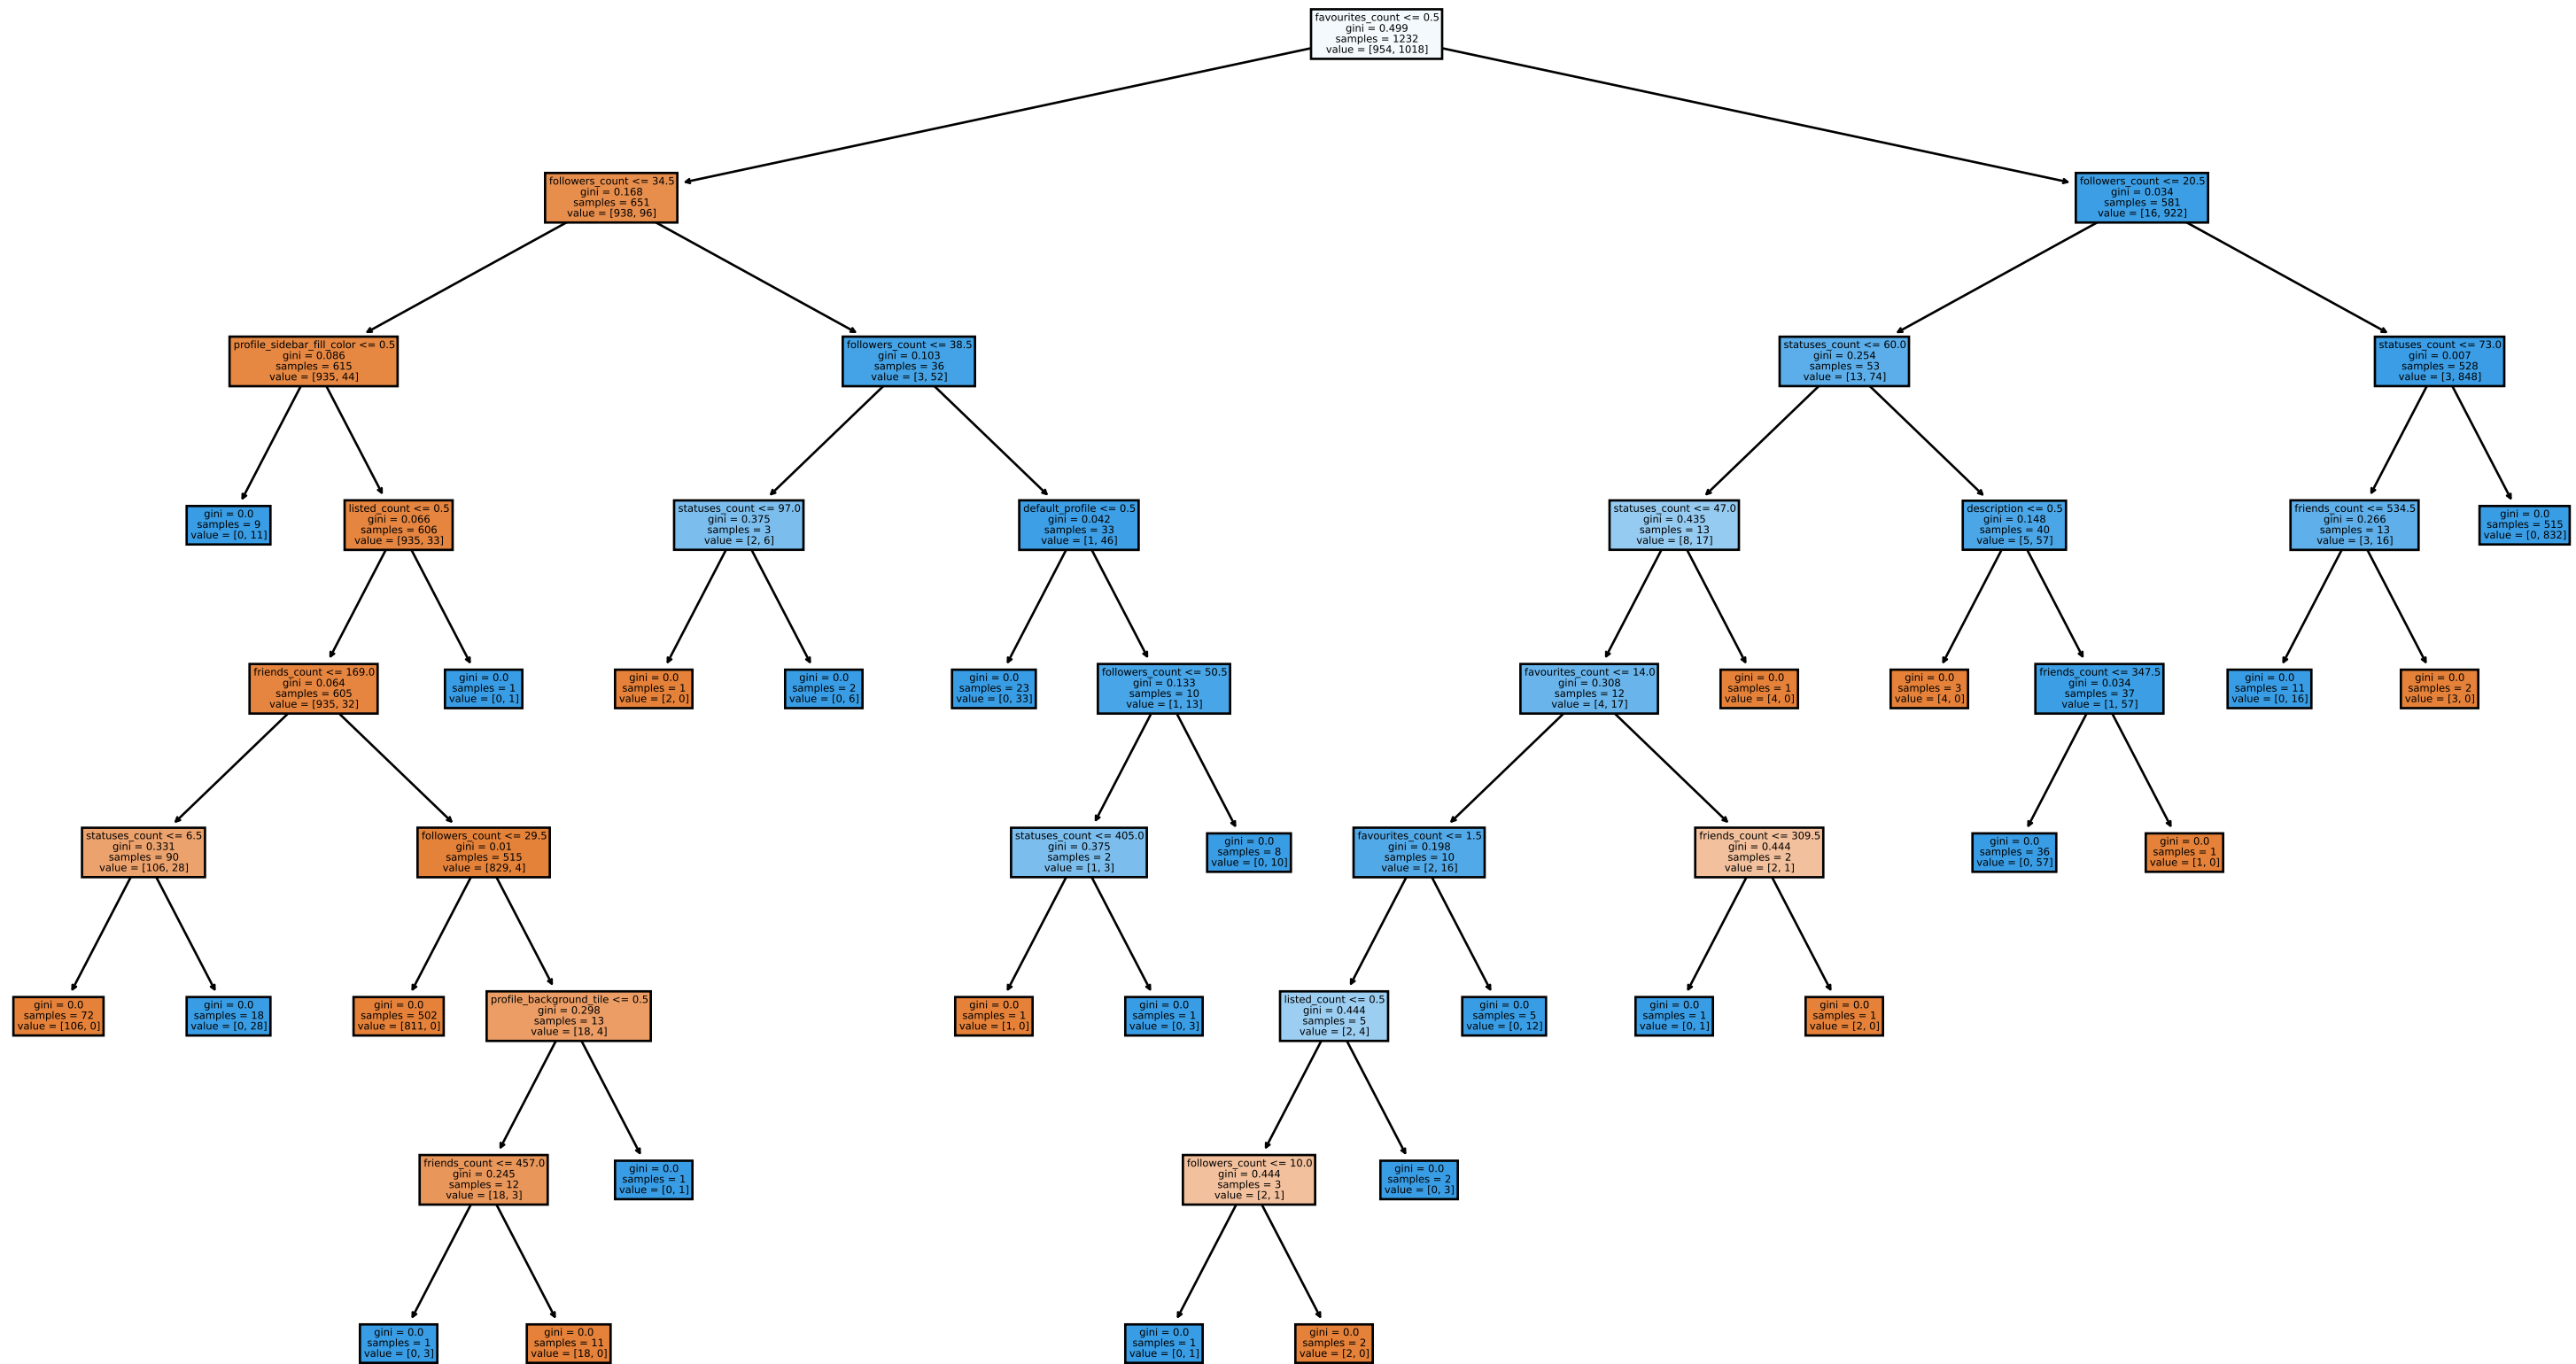 favourites_count <= 0.5
gini = 0.499
samples = 1232
value = [954, 1018]
followers_count <= 34.5
gini = 0.168
samples = 651
value = [938, 96]
followers_count <= 20.5
gini = 0.034
samples = 581
value = [16, 922]
profile_sidebar_fill_color <= 0.5
gini = 0.086
samples = 615
value = [935, 44]
followers_count <= 38.5
gini = 0.103
samples = 36
value = [3, 52]
statuses_count <= 60.0
gini = 0.254
samples = 53
value = [13, 74]
statuses_count <= 73.0
gini = 0.007
samples = 528
value = [3, 848]
gini = 0.0
samples = 9
value = [0, 11]
listed_count <= 0.5
gini = 0.066
samples = 606
value = [935, 33]
statuses_count <= 97.0
gini = 0.375
samples = 3
value = [2, 6]
default_profile <= 0.5
gini = 0.042
samples = 33
value = [1, 46]
statuses_count <= 47.0
gini = 0.435
samples = 13
value = [8, 17]
description <= 0.5
gini = 0.148
samples = 40
value = [5, 57]
friends_count <= 534.5
gini = 0.266
samples = 13
value = [3, 16]
gini = 0.0
samples = 515
value = [0, 832]
friends_count <= 169.0
gini = 0.064
samples = 605
value = [935, 32]
gini = 0.0
samples = 1
value = [0, 1]
gini = 0.0
samples = 1
value = [2, 0]
gini = 0.0
samples = 2
value = [0, 6]
gini = 0.0
samples = 23
value = [0, 33]
followers_count <= 50.5
gini = 0.133
samples = 10
value = [1, 13]
favourites_count <= 14.0
gini = 0.308
samples = 12
value = [4, 17]
gini = 0.0
samples = 1
value = [4, 0]
gini = 0.0
samples = 3
value = [4, 0]
friends_count <= 347.5
gini = 0.034
samples = 37
value = [1, 57]
gini = 0.0
samples = 11
value = [0, 16]
gini = 0.0
samples = 2
value = [3, 0]
statuses_count <= 6.5
gini = 0.331
samples = 90
value = [106, 28]
followers_count <= 29.5
gini = 0.01
samples = 515
value = [829, 4]
statuses_count <= 405.0
gini = 0.375
samples = 2
value = [1, 3]
gini = 0.0
samples = 8
value = [0, 10]
favourites_count <= 1.5
gini = 0.198
samples = 10
value = [2, 16]
friends_count <= 309.5
gini = 0.444
samples = 2
value = [2, 1]
gini = 0.0
samples = 36
value = [0, 57]
gini = 0.0
samples = 1
value = [1, 0]
gini = 0.0
samples = 72
value = [106, 0]
gini = 0.0
samples = 18
value = [0, 28]
gini = 0.0
samples = 502
value = [811, 0]
profile_background_tile <= 0.5
gini = 0.298
samples = 13
value = [18, 4]
gini = 0.0
samples = 1
value = [1, 0]
gini = 0.0
samples = 1
value = [0, 3]
listed_count <= 0.5
gini = 0.444
samples = 5
value = [2, 4]
gini = 0.0
samples = 5
value = [0, 12]
gini = 0.0
samples = 1
value = [0, 1]
gini = 0.0
samples = 1
value = [2, 0]
friends_count <= 457.0
gini = 0.245
samples = 12
value = [18, 3]
gini = 0.0
samples = 1
value = [0, 1]
followers_count <= 10.0
gini = 0.444
samples = 3
value = [2, 1]
gini = 0.0
samples = 2
value = [0, 3]
gini = 0.0
samples = 1
value = [0, 3]
gini = 0.0
samples = 11
value = [18, 0]
gini = 0.0
samples = 1
value = [0, 1]
gini = 0.0
samples = 2
value = [2, 0]